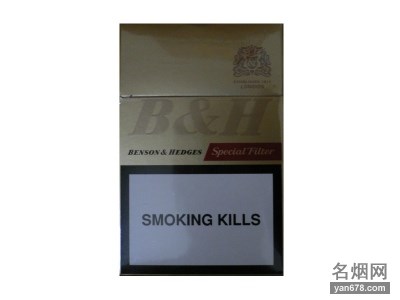 B&H
BENSON & HEDGES Special Filter
SMOKING KILLS
名烟网
yan678.com